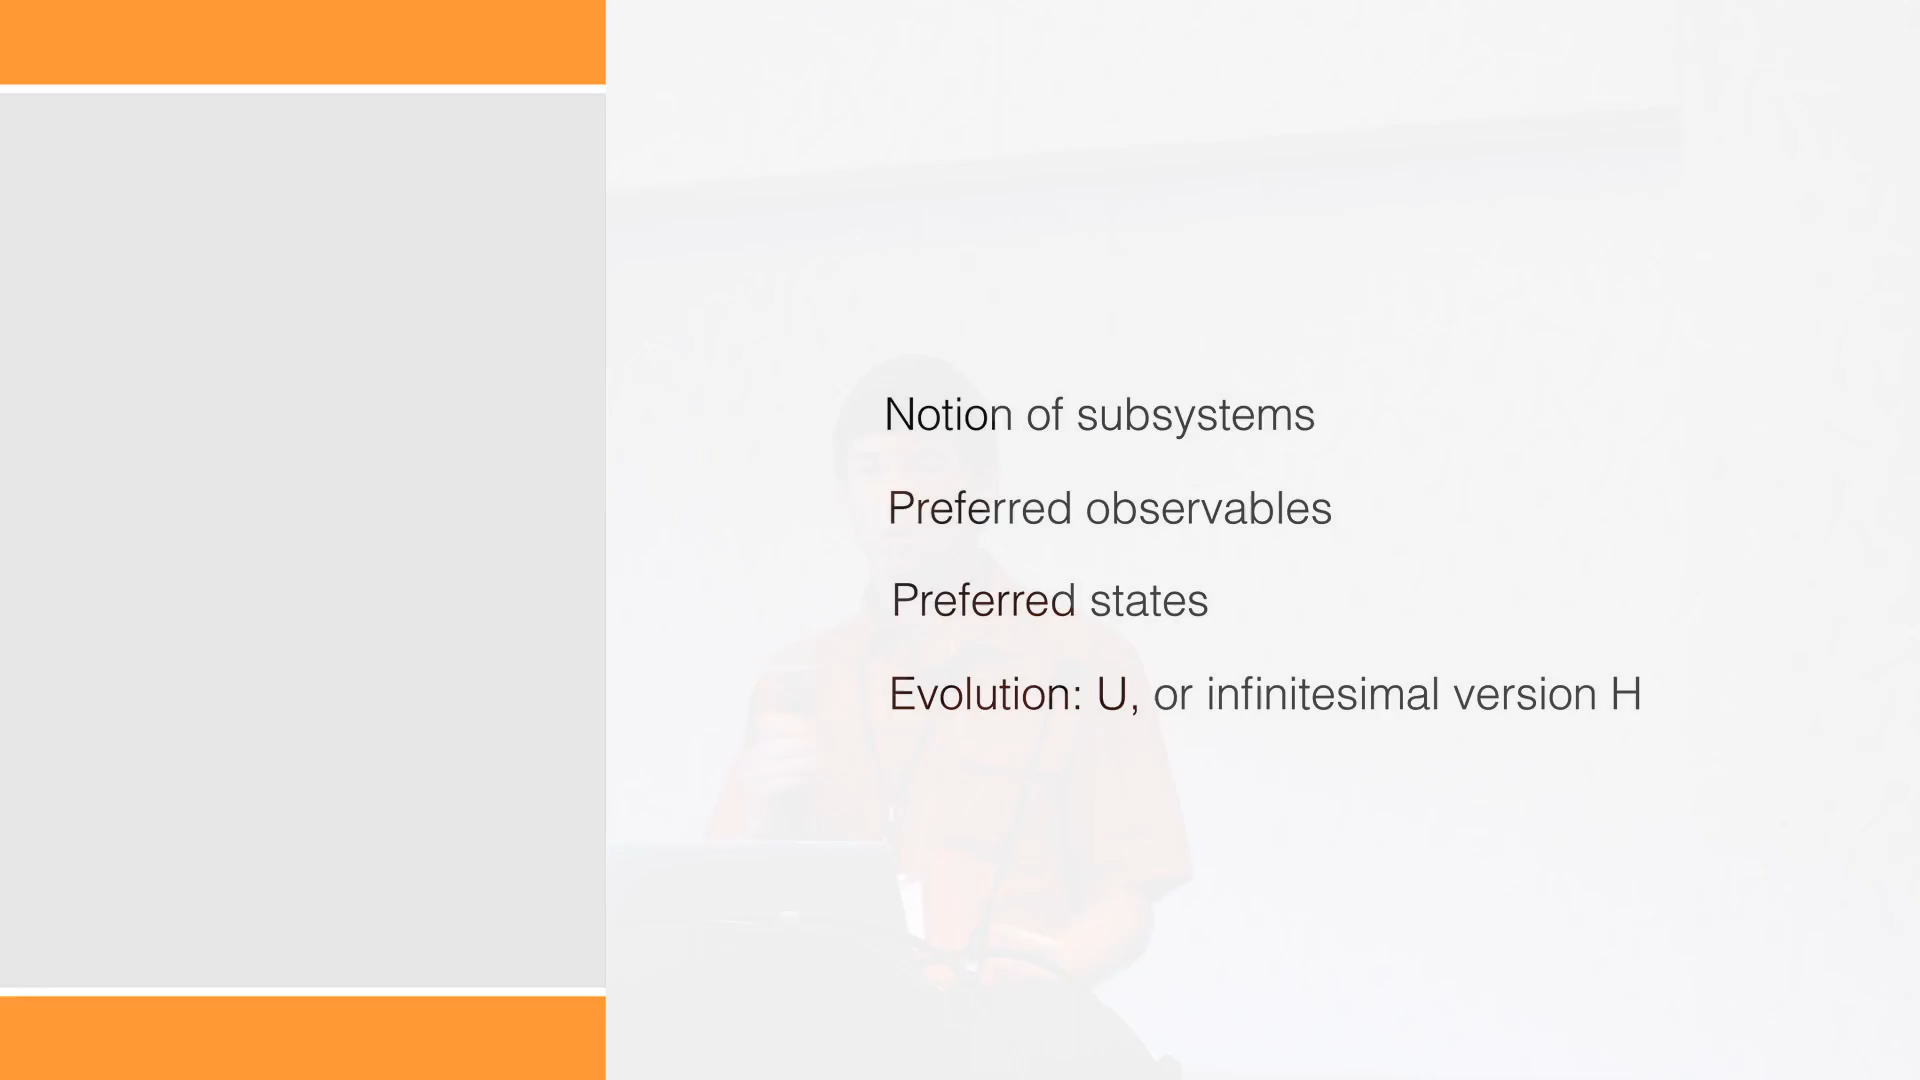 Notion of subsystems
Preferred observables
Preferred states
Evolution: U, or infinitesimal version H